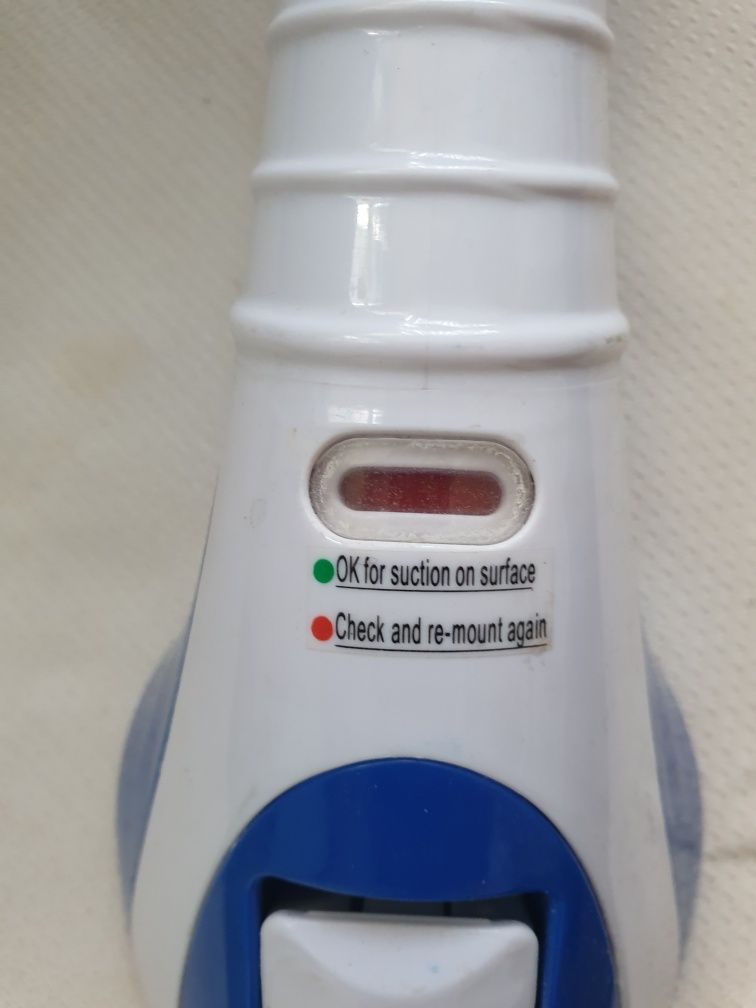 OK for suction on surface
Check and re-mount again